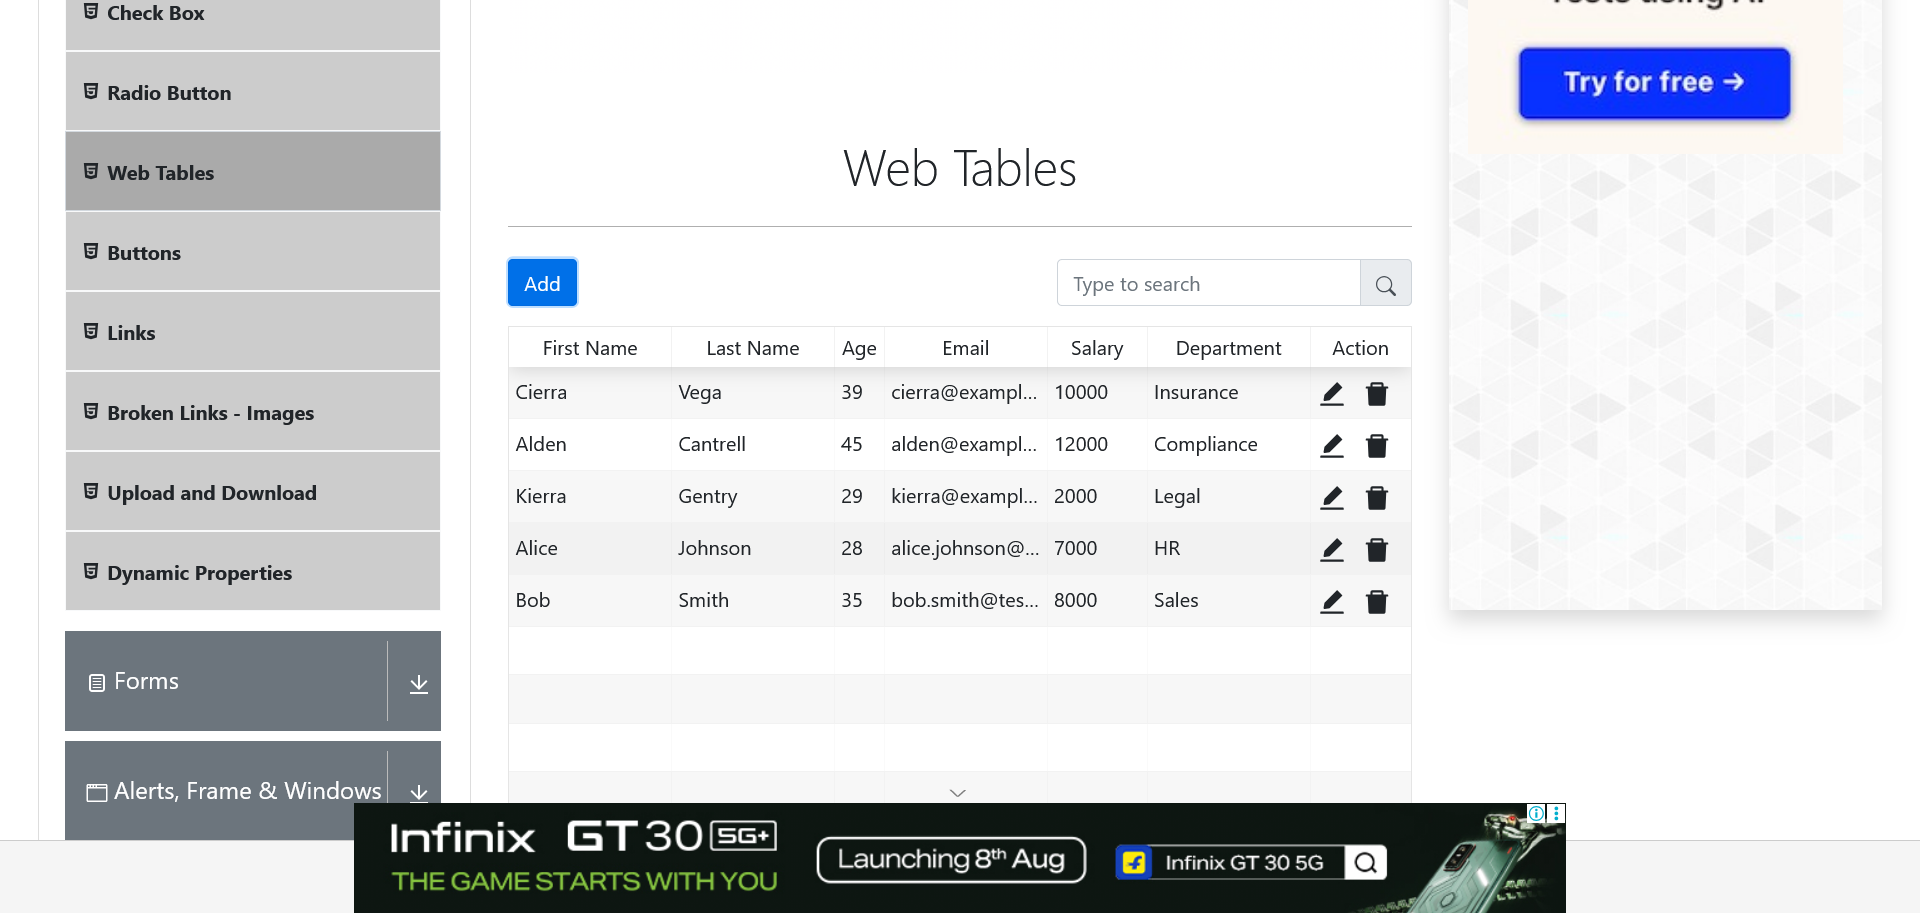 Check Box
Radio Button
Web Tables
Buttons
Links
Broken Links - Images
Upload and Download
Dynamic Properties
Forms
Alerts, Frame & Windows
Web Tables
Add
Type to search
First Name Last Name Age Email Salary Department Action
Cierra Vega 39 cierra@exampl... 10000 Insurance
Alden Cantrell 45 alden@exampl... 12000 Compliance
Kierra Gentry 29 kierra@exampl... 2000 Legal
Alice Johnson 28 alice.johnson@... 7000 HR
Bob Smith 35 bob.smith@tes... 8000 Sales
Tests using AI
Try for free →
Infinix GT 30 5G+
THE GAME STARTS WITH YOU
Launching 8th Aug
Infinix GT 30 5G